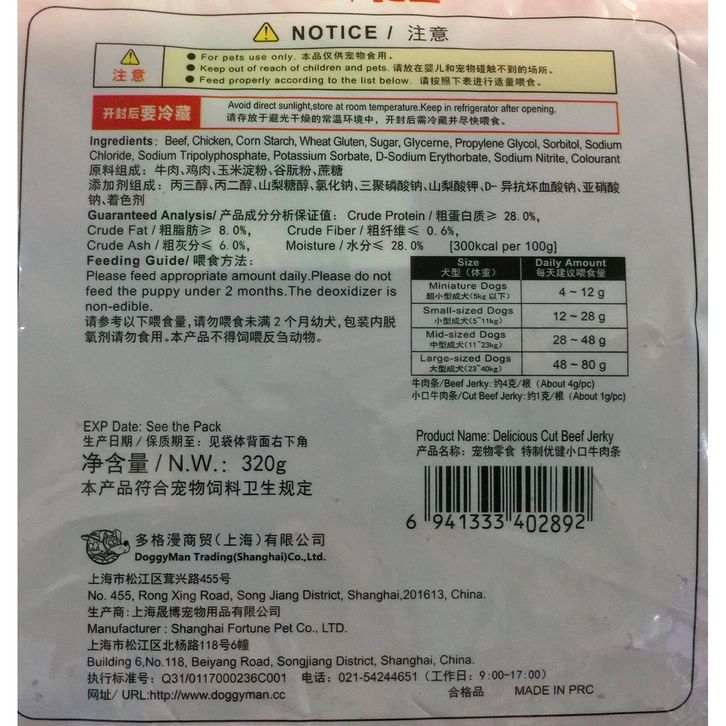 NOTICE / 注意
注意
● For pets use only. 本品仅供宠物食用。
● Keep out of reach of children and pets. 请放在婴儿和宠物碰触不到的场所。
● Feed properly according to the list below. 请按照下表进行适量喂食。
开封后要冷藏
Avoid direct sunlight,store at room temperature.Keep in refrigerator after opening.
请存放于避光干燥的常温环境中，开封后需冷藏并尽快喂食。
Ingredients: Beef, Chicken, Corn Starch, Wheat Gluten, Sugar, Glycerne, Propylene Glycol, Sorbitol, Sodium
Chloride, Sodium Tripolyphosphate, Potassium Sorbate, D-Sodium Erythorbate, Sodium Nitrite, Colourant
原料组成：牛肉、鸡肉、玉米淀粉、谷朊粉、蔗糖
添加剂组成：丙三醇、丙二醇、山梨糖醇、氯化钠、三聚磷酸钠、山梨酸钾、D-异抗坏血酸钠、亚硝酸
钠、着色剂
Guaranteed Analysis/ 产品成分分析保证值： Crude Protein / 粗蛋白质≥ 28.0%,
Crude Fat / 粗脂肪≥ 8.0%, Crude Fiber / 粗纤维≤ 0.6%,
Crude Ash / 粗灰分≤ 6.0%, Moisture / 水分≤ 28.0% [300kcal per 100g]
Feeding Guide/ 喂食方法：
Please feed appropriate amount daily.Please do not
feed the puppy under 2 months.The deoxidizer is
non-edible.
请参考以下喂食量,请勿喂食未满2个月幼犬,包装内脱
氧剂请勿食用。本产品不得饲喂反刍动物。
Size Daily Amount
犬型（体重） 每天建议喂食量
Miniature Dogs
超小型成犬(5kg以下) 4 ~ 12 g
Small-sized Dogs
小型成犬(5~11kg) 12 ~ 28 g
Mid-sized Dogs
中型成犬(11~23kg) 28 ~ 48 g
Large-sized Dogs
大型成犬(23~40kg) 48 ~ 80 g
牛肉条/Beef Jerky:约4克/根（About 4g/pc）
小口牛肉条/Cut Beef Jerky:约1克/根（About 1g/pc）
EXP Date: See the Pack
生产日期 / 保质期至：见袋体背面右下角
净含量 / N.W.：320g
本产品符合宠物饲料卫生规定
Product Name: Delicious Cut Beef Jerky
产品名称：宠物零食 特制优健小口牛肉条
6 941333 402892
多格漫商贸（上海）有限公司
DoggyMan Trading(Shanghai)Co.,Ltd.
上海市松江区茸兴路455号
No. 455, Rong Xing Road, Song Jiang District, Shanghai,201613, China.
生产商:上海晟博宠物用品有限公司
Manufacturer : Shanghai Fortune Pet Co., LTD.
上海市松江区北杨路118号6幢
Building 6,No.118, Beiyang Road, Songjiang District, Shanghai, China.
执行标准号：Q31/0117000236C001 电话：021-54244651（工作日：9:00-17:00）
网址/ URL:http://www.doggyman.cc 合格品 MADE IN PRC